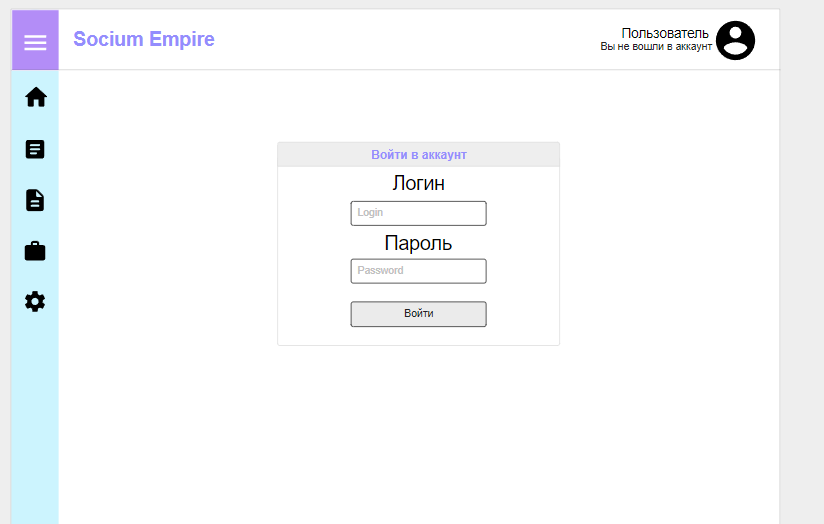 Socium Empire
Пользователь
Вы не вошли в аккаунт
Войти в аккаунт
Логин
Login
Пароль
Password
Войти